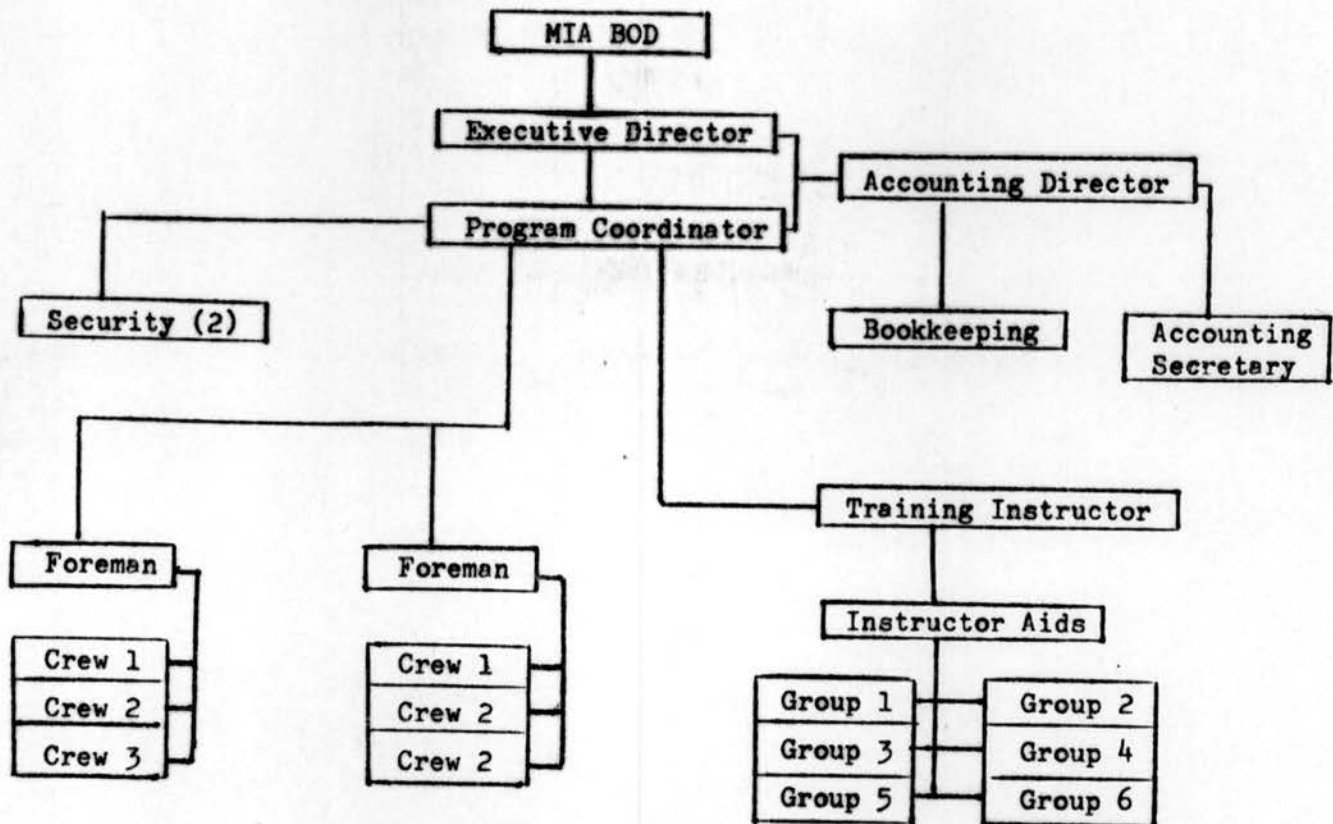 MIA BOD
Executive Director
Accounting Director
Program Coordinator
Security (2)
Bookkeeping
Accounting
Secretary
Training Instructor
Foreman
Foreman
Instructor Aids
Crew 1
Crew 2
Crew 3
Crew 1
Crew 2
Crew 2
Group 1
Group 2
Group 3
Group 4
Group 5
Group 6